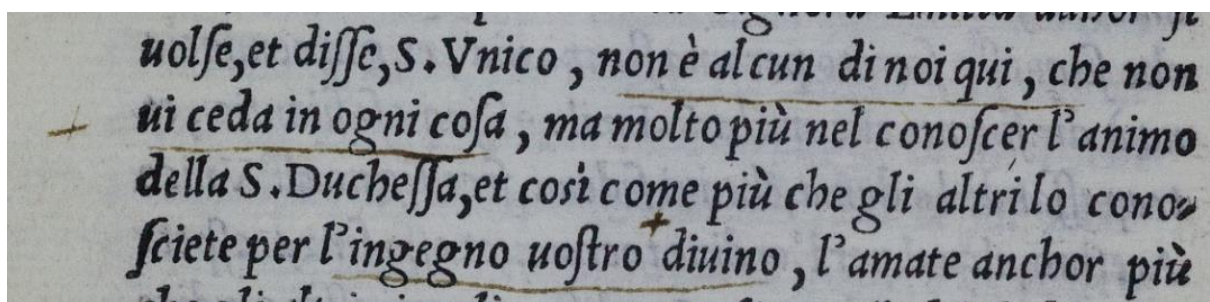 uolſe,et diſſe,S.Vnico , non è alcun di noi qui , che non
ui ceda in ogni coſa , ma molto più nel conoſcer l'animo
della S.Ducheſſa,et così come più che gli altri lo cono⸗
ſciete per l'ingegno uoſtro diuino , l'amate anchor più